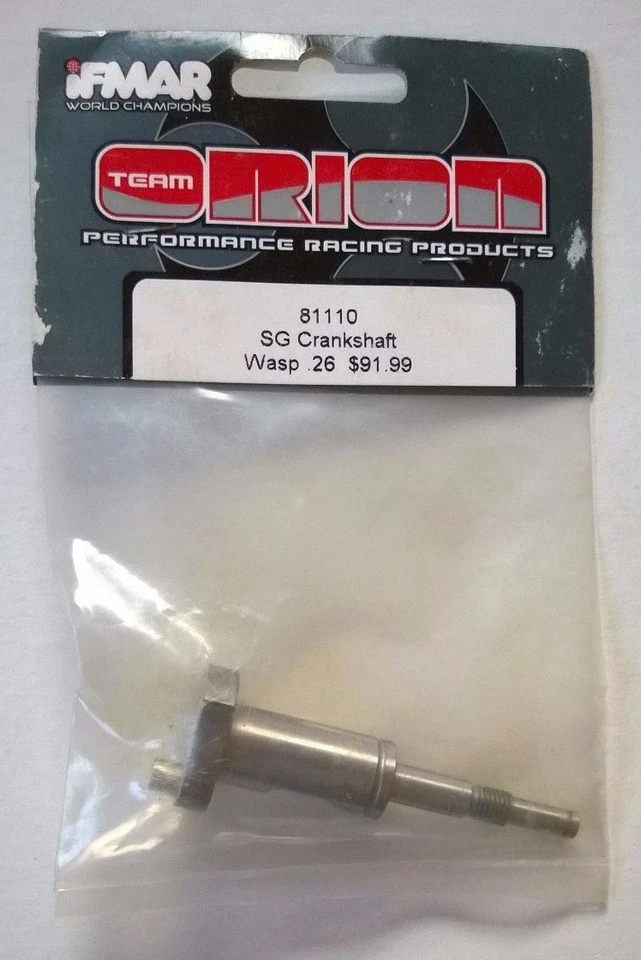 iFMAR
WORLD CHAMPIONS
TEAM ORION
PERFORMANCE RACING PRODUCTS
81110
SG Crankshaft
Wasp .26 $91.99